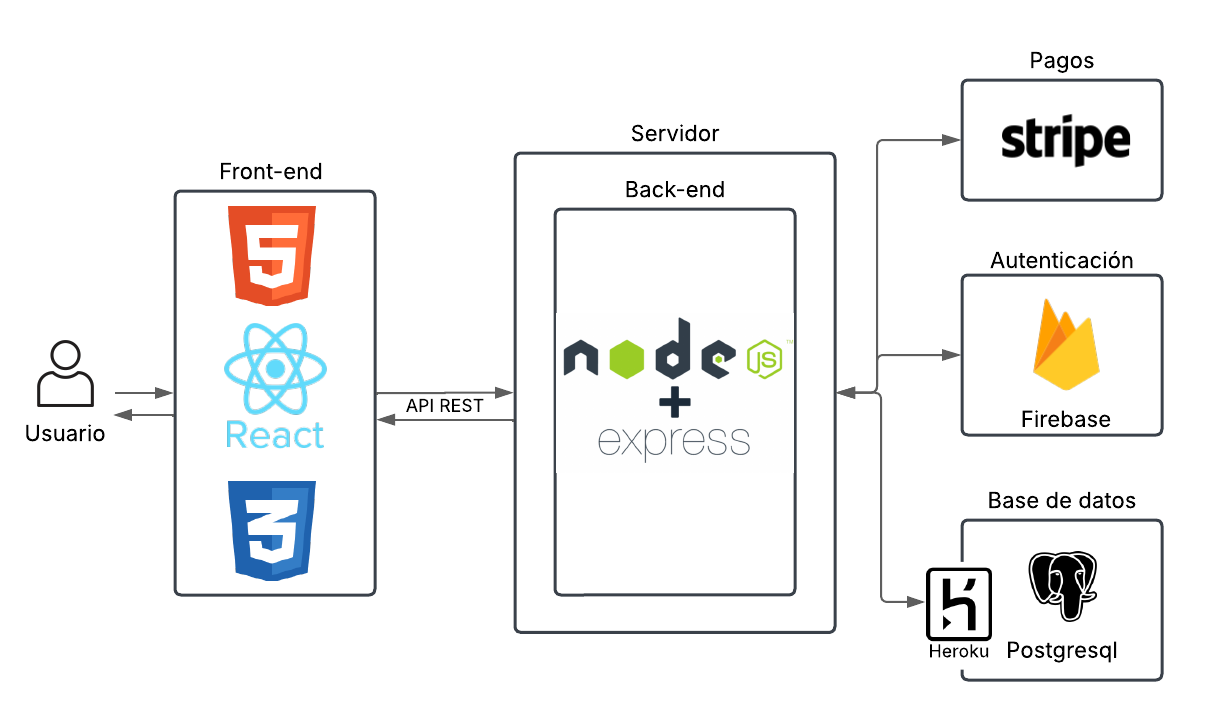 Pagos
stripe
Servidor
Front-end
Back-end
5
Autenticación
node
JS
TM
API REST
+
express
React
Usuario
Firebase
3
Base de datos
Heroku
Postgresql